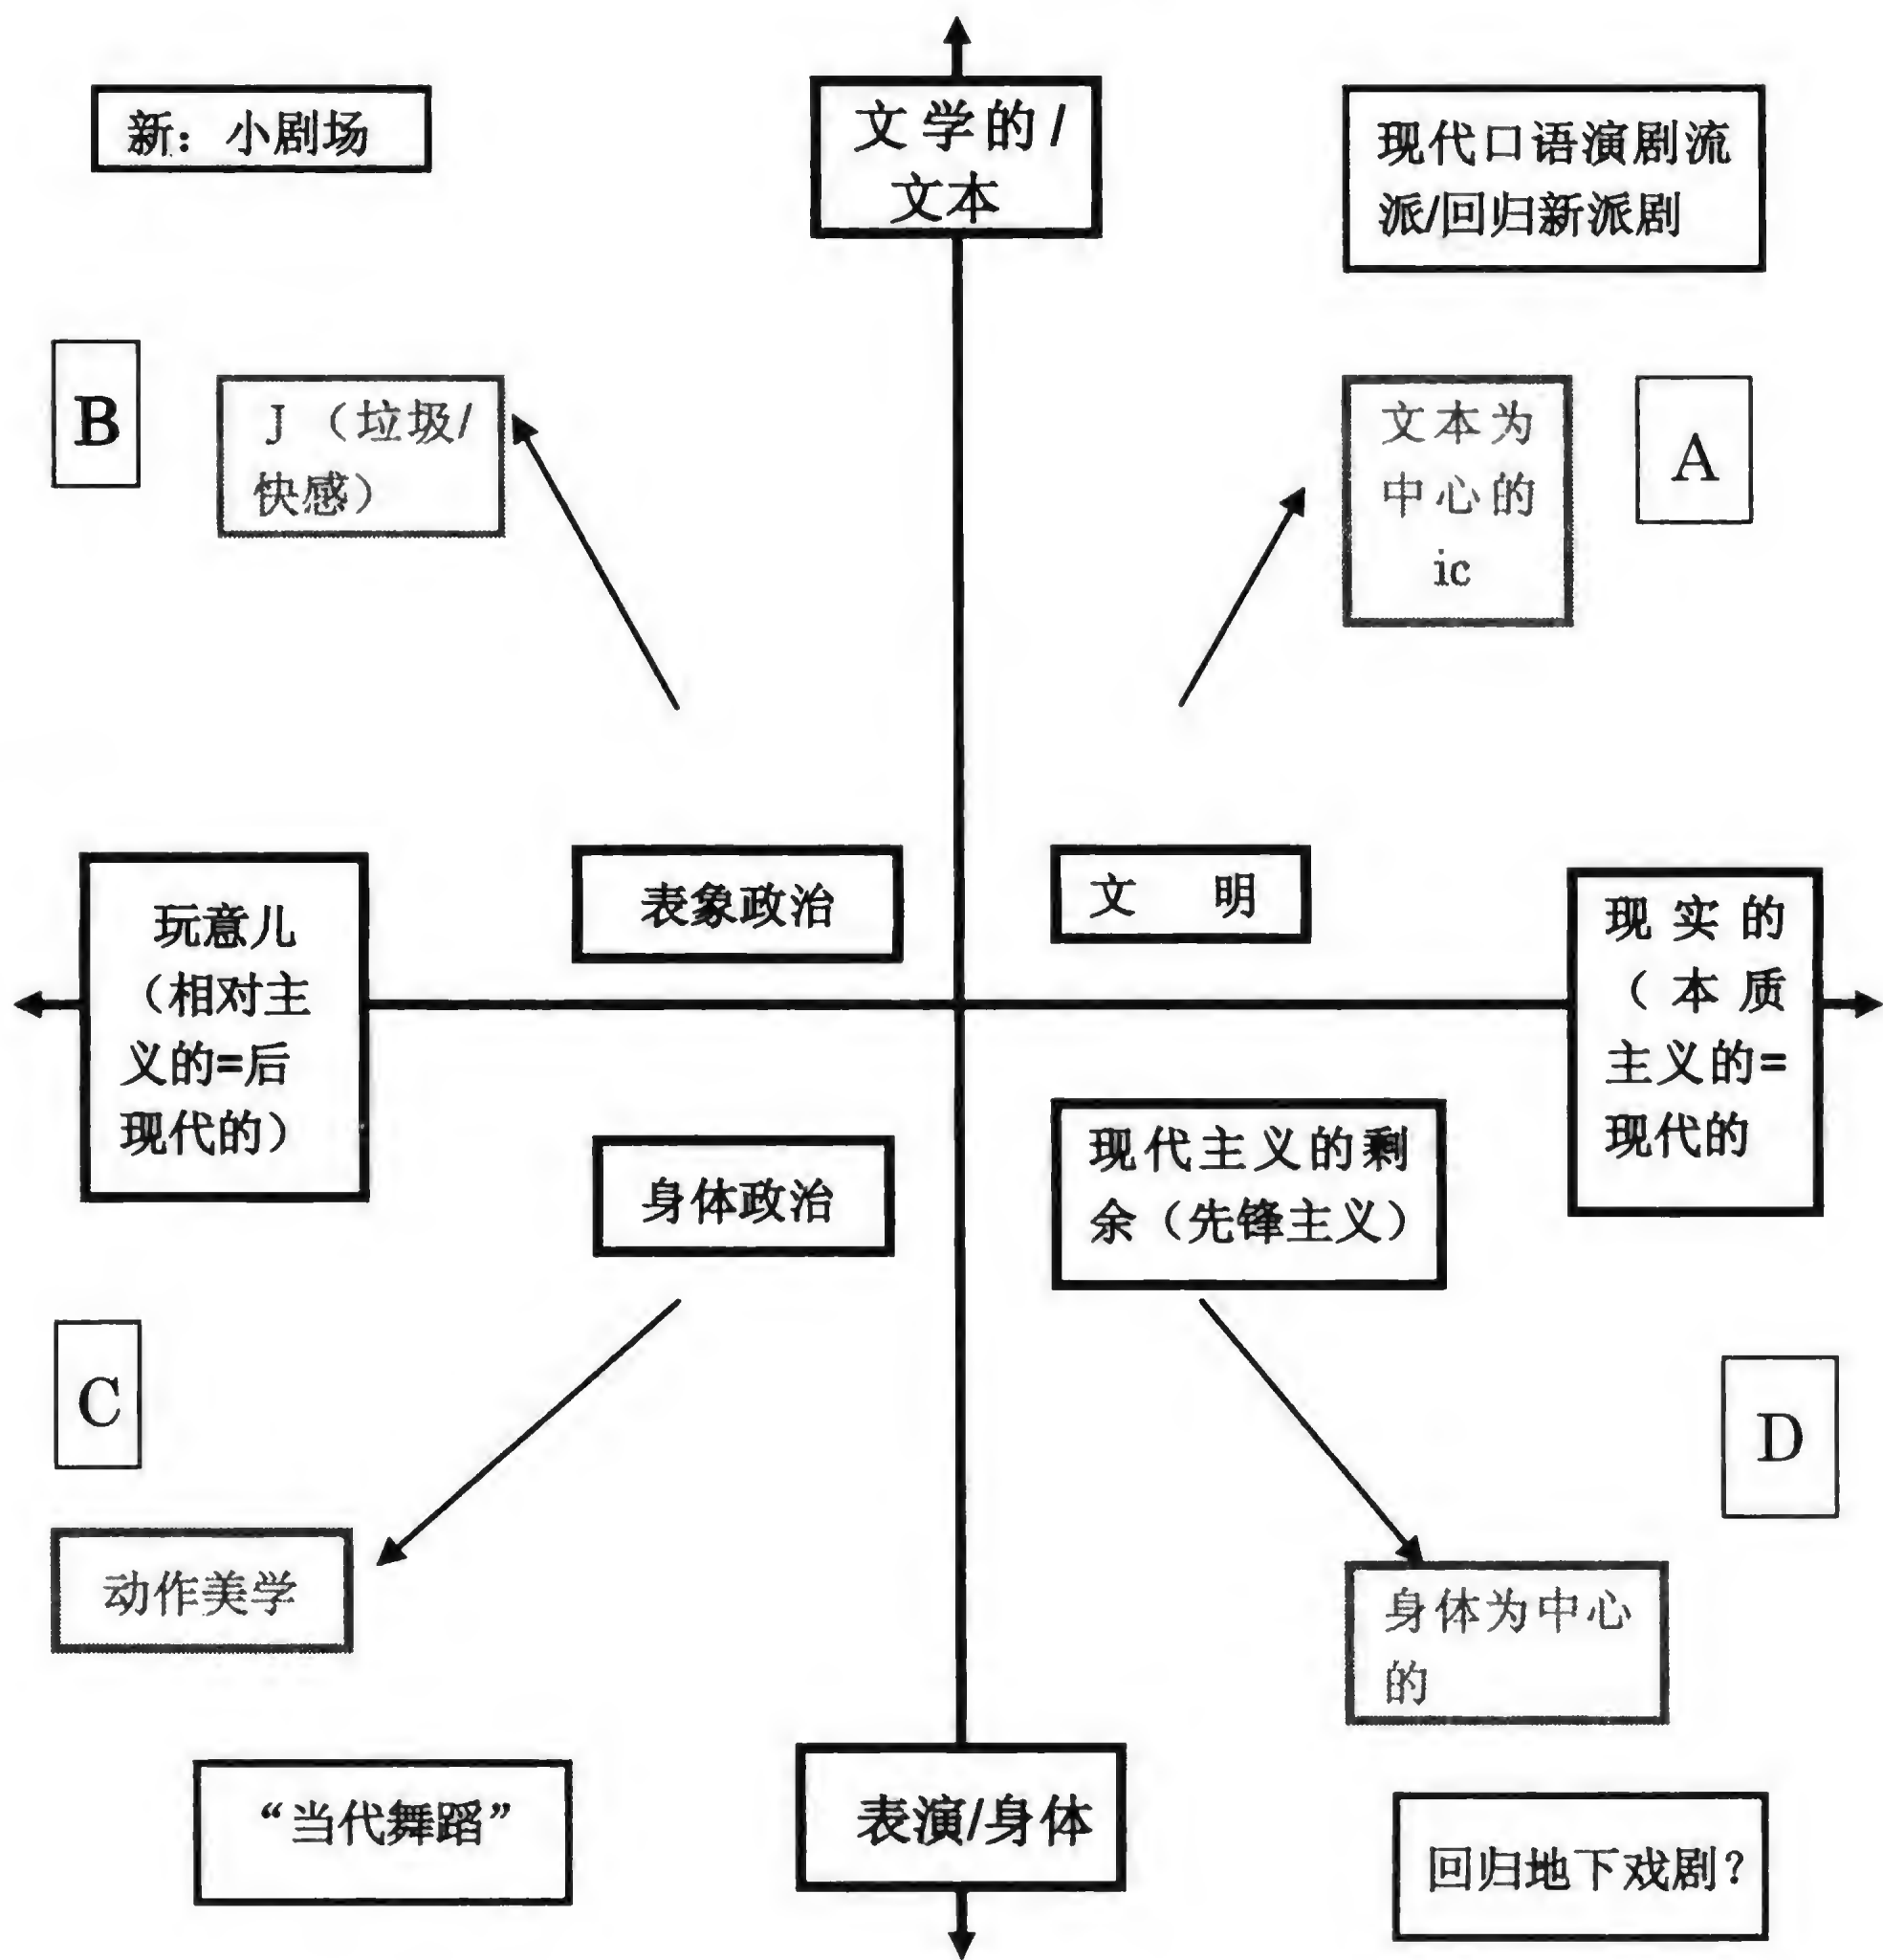 新：小剧场
文学的/
文本
现代口语演剧流
派/回归新派剧
B
J（垃圾/
快感）
文本为
中心的
ic
A
表象政治
文 明
玩意儿
（相对主
义的=后
现代的）
现实的
（本质
主义的=
现代的
身体政治
现代主义的剩
余（先锋主义）
C
D
动作美学
身体为中心
的
“当代舞蹈”
表演/身体
回归地下戏剧？